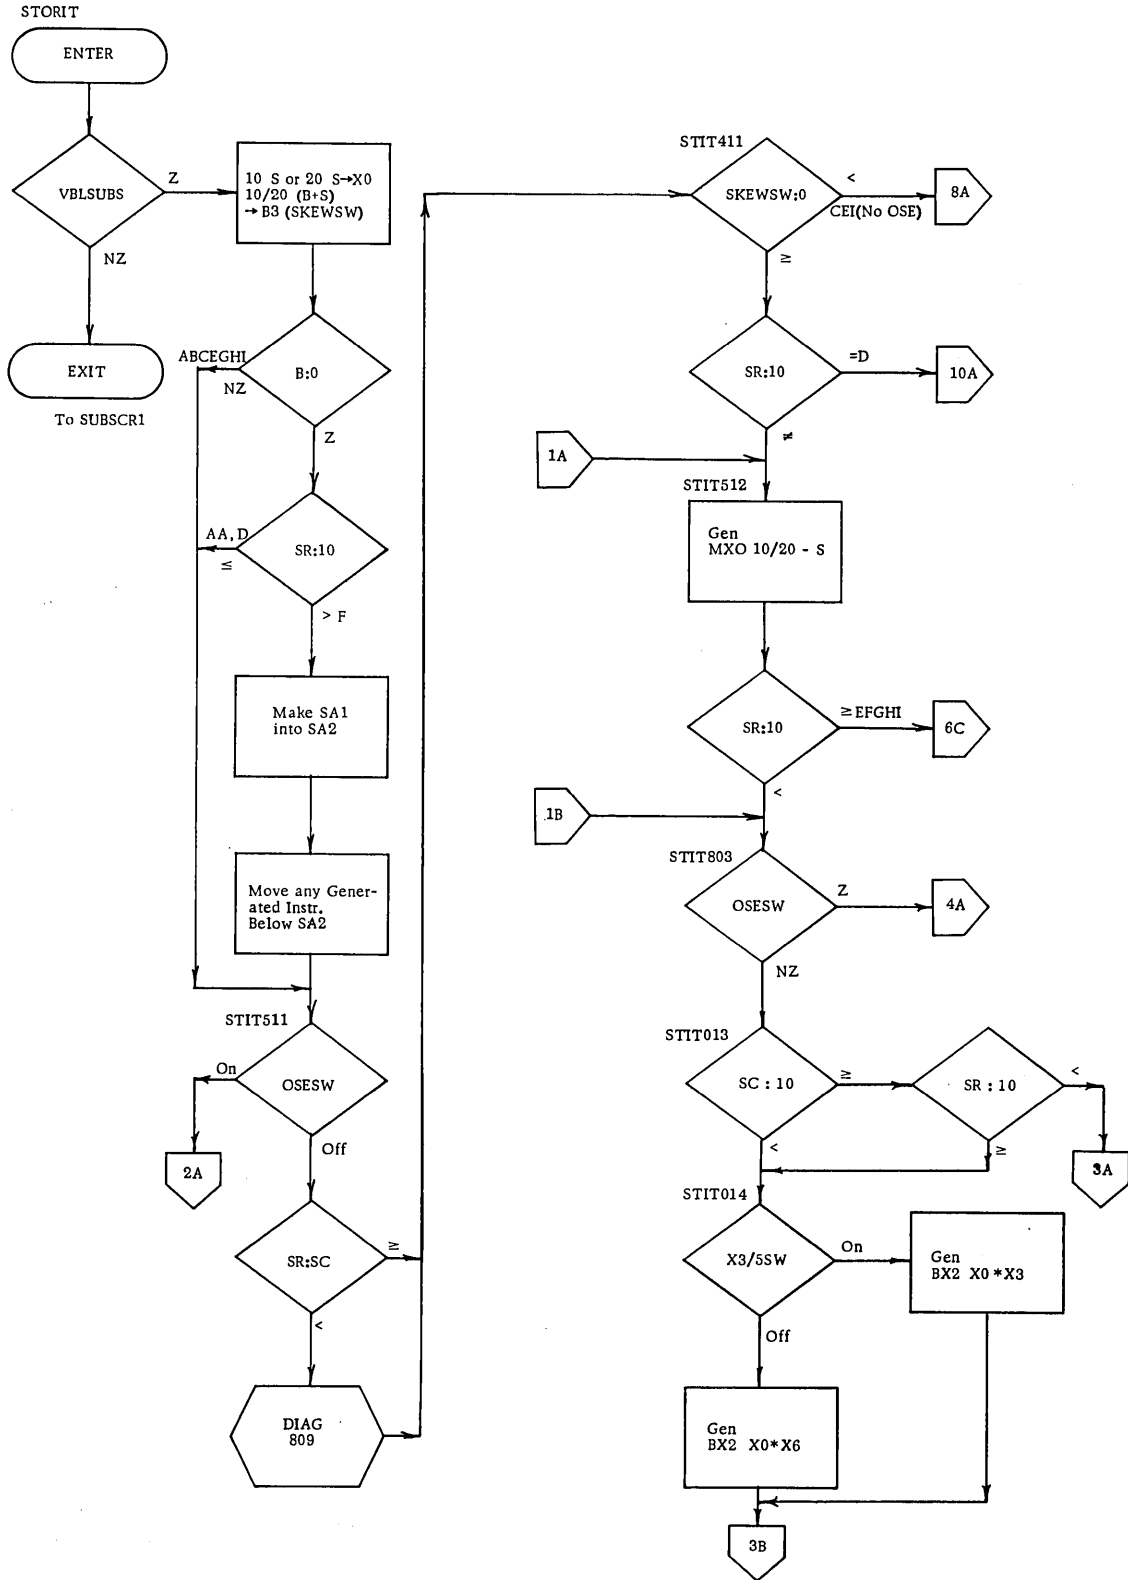 STORIT
ENTER
VBLSUBS
Z
NZ
EXIT
To SUBSCR1
10 S or 20 S→X0
10/20 (B+S)
→ B3 (SKEWSW)
ABCEGHI
NZ
B:0
Z
AA, D
≤
SR:10
> F
Make SA1
into SA2
Move any Gener-
ated Instr.
Below SA2
STIT511
On
OSESW
Off
2A
SR:SC
≥
<
DIAG
809
STIT411
SKEWSW:0
<
CEI(No OSE)
8A
≥
SR:10
=D
10A
≠
1A
STIT512
Gen
MXO 10/20 - S
SR:10
≥EFGHI
6C
<
1B
STIT803
OSESW
Z
4A
NZ
STIT013
SC : 10
≥
SR : 10
<
<
≥
3A
STIT014
X3/5SW
On
Gen
BX2 X0*X3
Off
Gen
BX2 X0*X6
3B